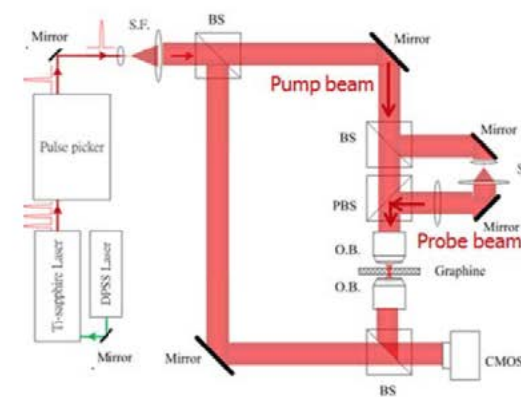 Mirror
S.F.
BS
Mirror
Pump beam
Pulse picker
BS
Mirror
S
PBS
Mirror
Probe beam
O.B.
Graphine
O.B.
Ti-sapphire Laser
DPSS Laser
Mirror
Mirror
BS
CMOS